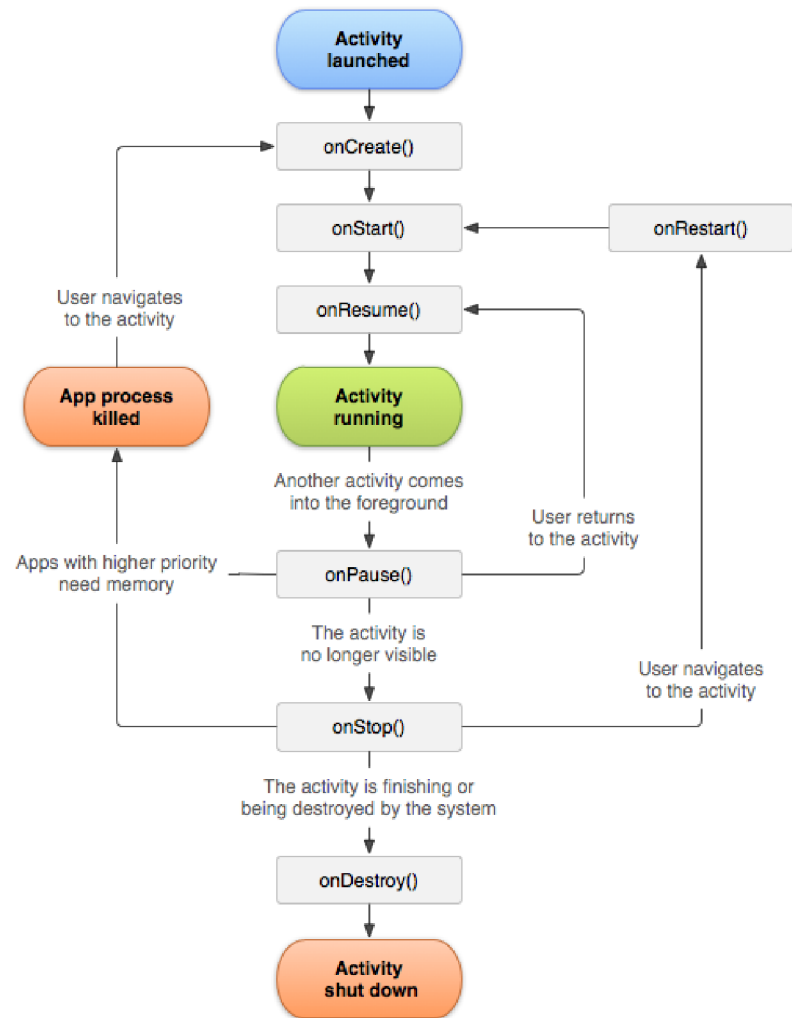 Activity
launched
onCreate()
onStart()
onRestart()
User navigates
to the activity
onResume()
App process
killed
Activity
running
Another activity comes
into the foreground
User returns
to the activity
Apps with higher priority
need memory
onPause()
The activity is
no longer visible
User navigates
to the activity
onStop()
The activity is finishing or
being destroyed by the system
onDestroy()
Activity
shut down